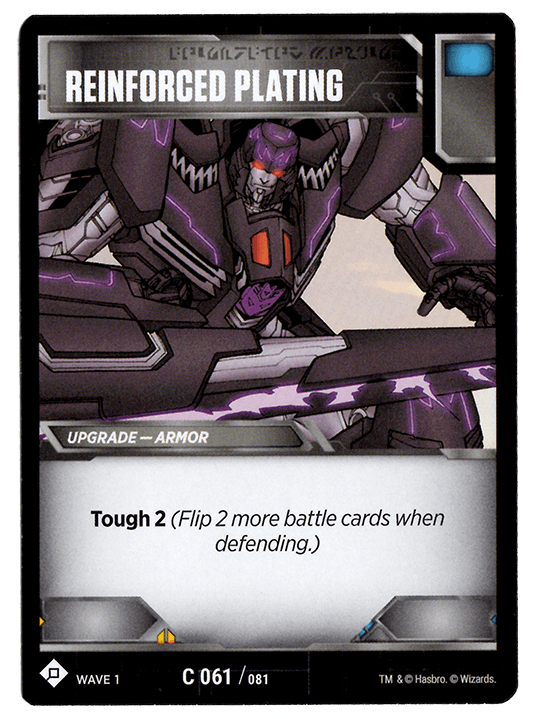 REINFORCED PLATING
UPGRADE — ARMOR
Tough 2 (Flip 2 more battle cards when
defending.)
WAVE 1
C 061 / 081
TM & © Hasbro. © Wizards.